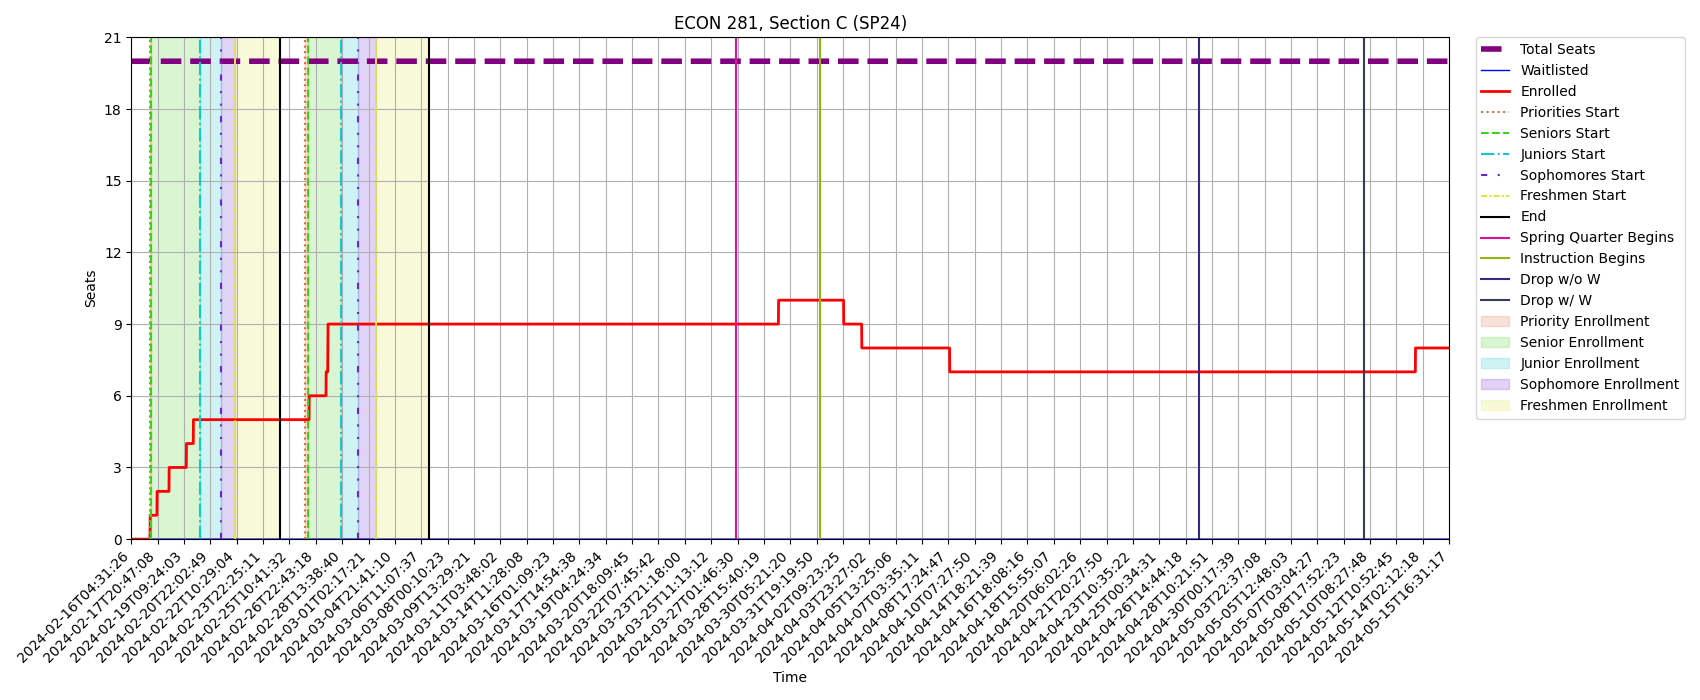 ECON 281, Section C (SP24)
21
18
15
12
9
6
3
0
Seats
2024-02-16T04:31:26
2024-02-17T20:47:08
2024-02-19T09:24:03
2024-02-20T22:02:49
2024-02-22T10:29:04
2024-02-23T22:25:11
2024-02-25T10:41:32
2024-02-26T22:43:18
2024-02-28T13:38:40
2024-03-01T02:17:21
2024-03-04T21:41:10
2024-03-06T11:07:37
2024-03-08T00:10:23
2024-03-09T13:29:21
2024-03-11T03:48:02
2024-03-14T11:28:08
2024-03-16T01:09:23
2024-03-17T14:54:38
2024-03-19T04:24:34
2024-03-20T18:09:45
2024-03-22T07:45:42
2024-03-23T21:18:00
2024-03-25T11:13:12
2024-03-27T01:46:30
2024-03-28T15:40:19
2024-03-30T05:21:20
2024-03-31T19:19:50
2024-04-02T09:23:25
2024-04-03T23:27:02
2024-04-05T13:25:06
2024-04-07T03:35:11
2024-04-08T17:24:47
2024-04-10T07:27:50
2024-04-14T18:21:39
2024-04-16T18:08:16
2024-04-18T15:55:07
2024-04-20T06:02:26
2024-04-21T20:27:50
2024-04-23T10:35:22
2024-04-25T00:34:31
2024-04-26T14:44:18
2024-04-28T10:21:51
2024-04-30T00:17:39
2024-05-03T22:37:08
2024-05-05T12:48:03
2024-05-07T03:04:27
2024-05-08T17:52:23
2024-05-10T08:27:48
2024-05-12T10:52:45
2024-05-14T02:12:18
2024-05-15T16:31:17
Time
Total Seats
Waitlisted
Enrolled
Priorities Start
Seniors Start
Juniors Start
Sophomores Start
Freshmen Start
End
Spring Quarter Begins
Instruction Begins
Drop w/o W
Drop w/ W
Priority Enrollment
Senior Enrollment
Junior Enrollment
Sophomore Enrollment
Freshmen Enrollment